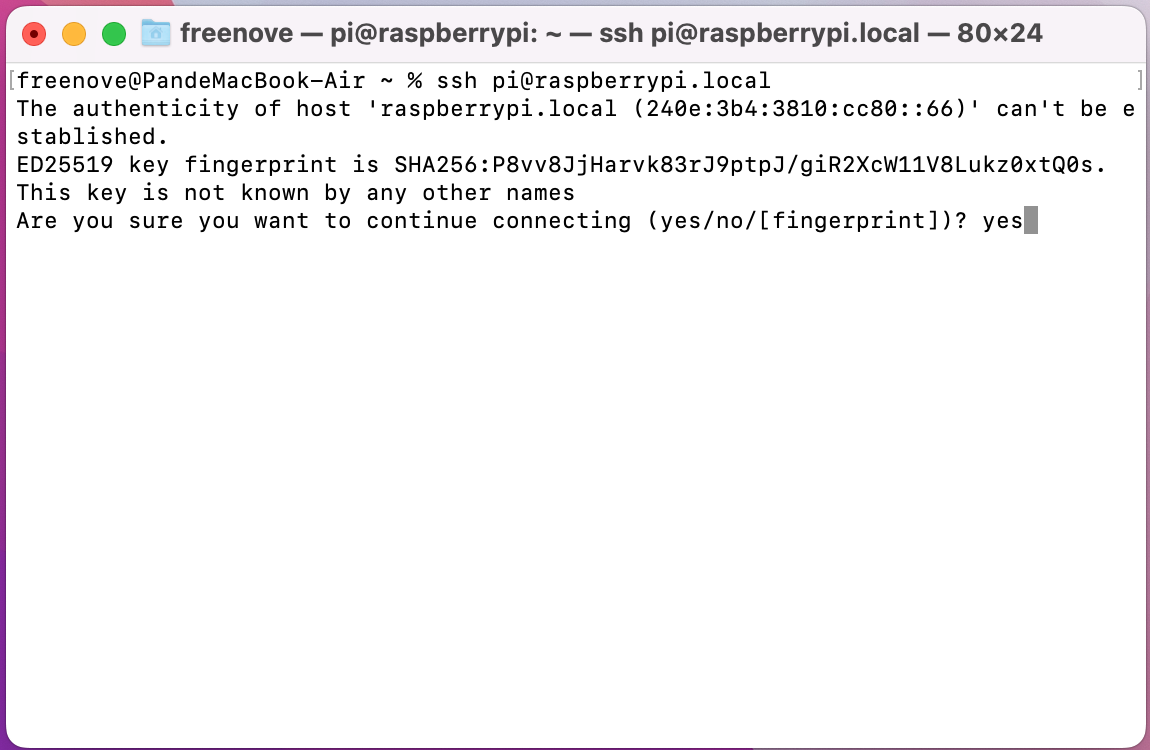 freenove — pi@raspberrypi: ~ — ssh pi@raspberrypi.local — 80×24
[freenove@PandeMacBook-Air ~ % ssh pi@raspberrypi.local ]
The authenticity of host 'raspberrypi.local (240e:3b4:3810:cc80::66)' can't be e
stablished.
ED25519 key fingerprint is SHA256:P8vv8JjHarvk83rJ9ptpJ/giR2XcW11V8Lukz0xtQ0s.
This key is not known by any other names
Are you sure you want to continue connecting (yes/no/[fingerprint])? yes